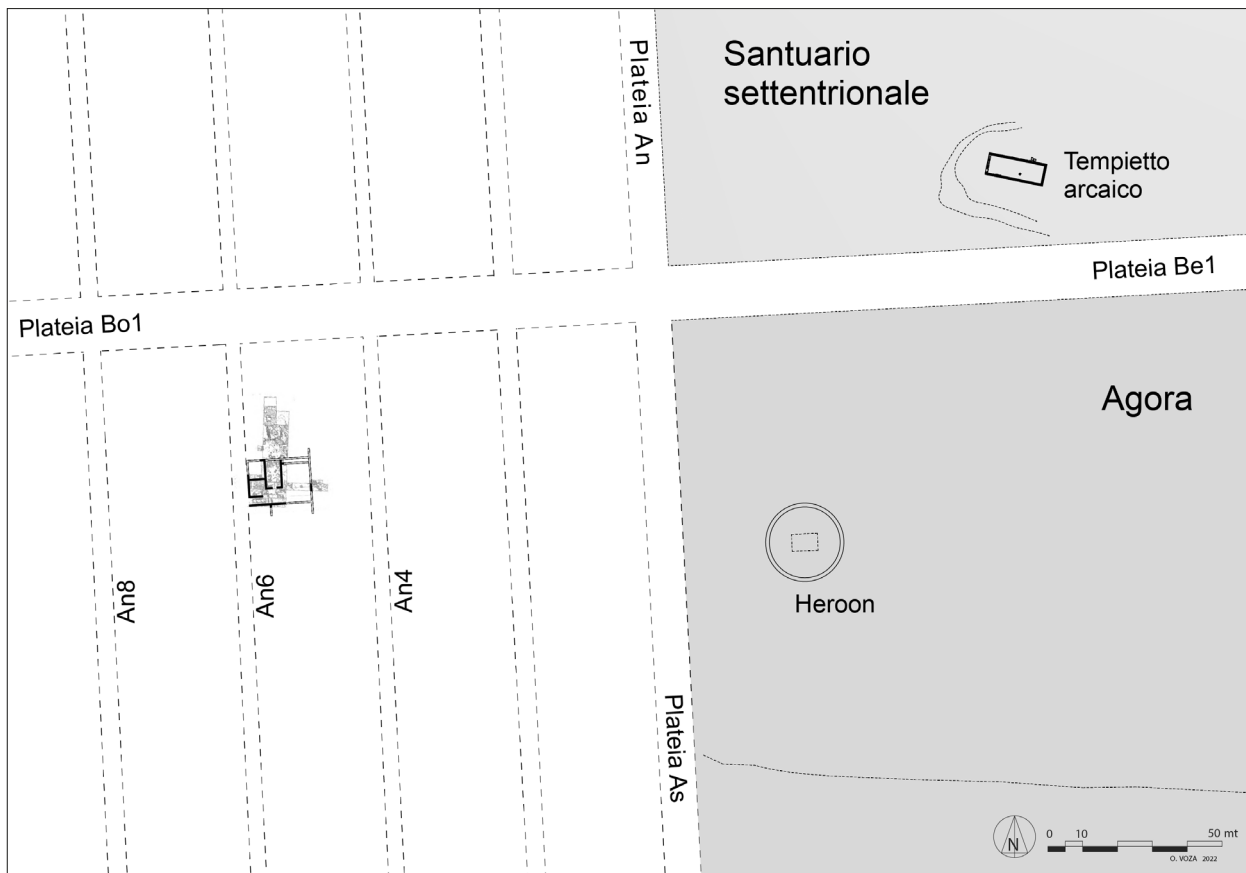 Plateia An
Santuario
settentrionale
Tempietto
arcaico
Plateia Be1
Plateia Bo1
Agora
An8
An6
An4
Heroon
Plateia As
N
0 10 50 mt
O. VOZA 2022